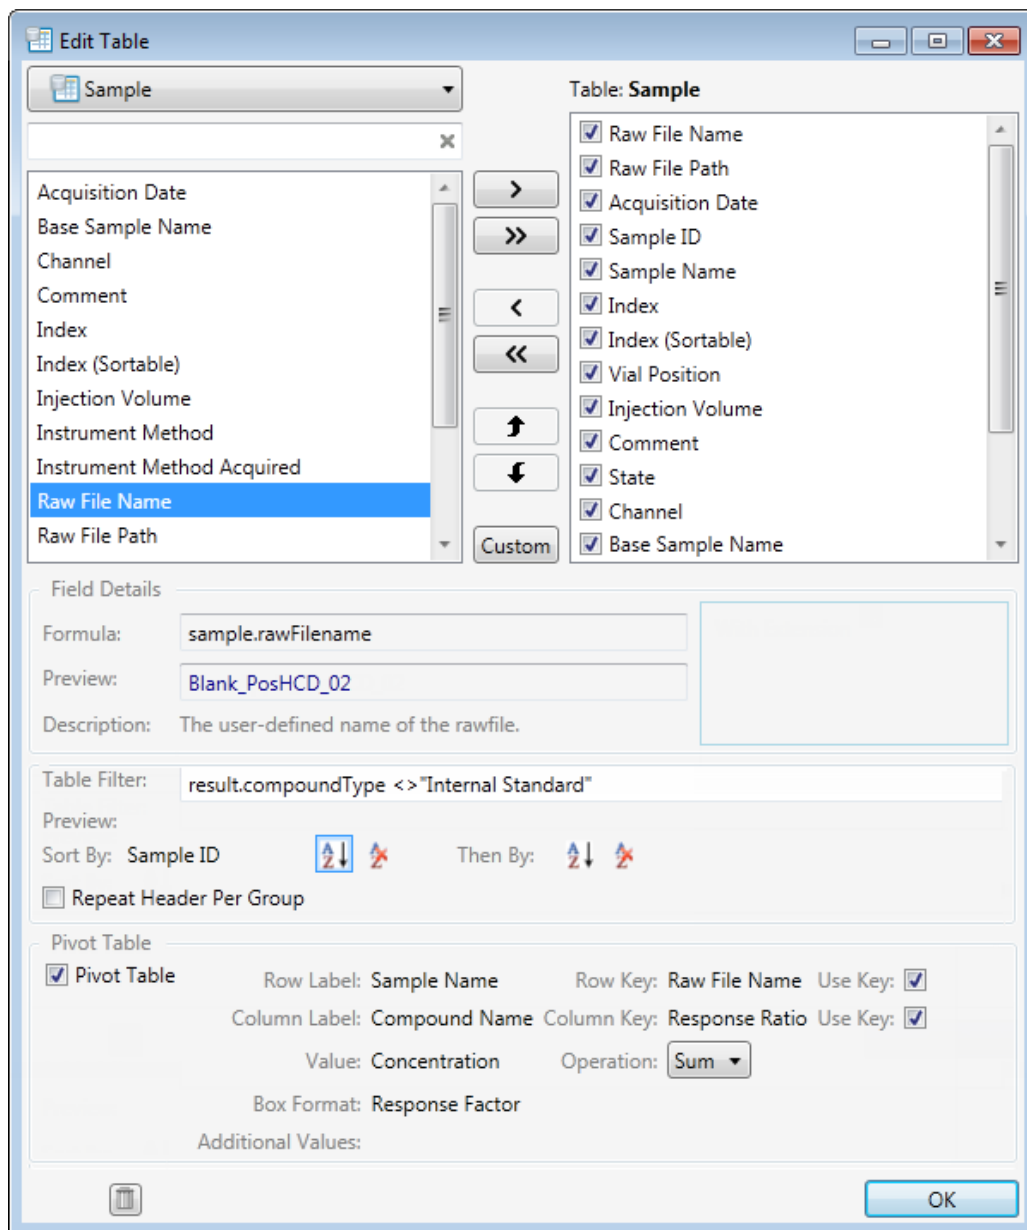 Edit Table
Sample
Table: Sample
Acquisition Date
Base Sample Name
Channel
Comment
Index
Index (Sortable)
Injection Volume
Instrument Method
Instrument Method Acquired
Raw File Name
Raw File Path
Custom
Raw File Name
Raw File Path
Acquisition Date
Sample ID
Sample Name
Index
Index (Sortable)
Vial Position
Injection Volume
Comment
State
Channel
Base Sample Name
Field Details
Formula: sample.rawFilename
Preview: Blank_PosHCD_02
Description: The user-defined name of the rawfile.
Table Filter: result.compoundType <>"Internal Standard"
Preview:
Sort By: Sample ID Then By:
Repeat Header Per Group
Pivot Table
Pivot Table Row Label: Sample Name Row Key: Raw File Name Use Key:
Column Label: Compound Name Column Key: Response Ratio Use Key:
Value: Concentration Operation: Sum
Box Format: Response Factor
Additional Values:
OK